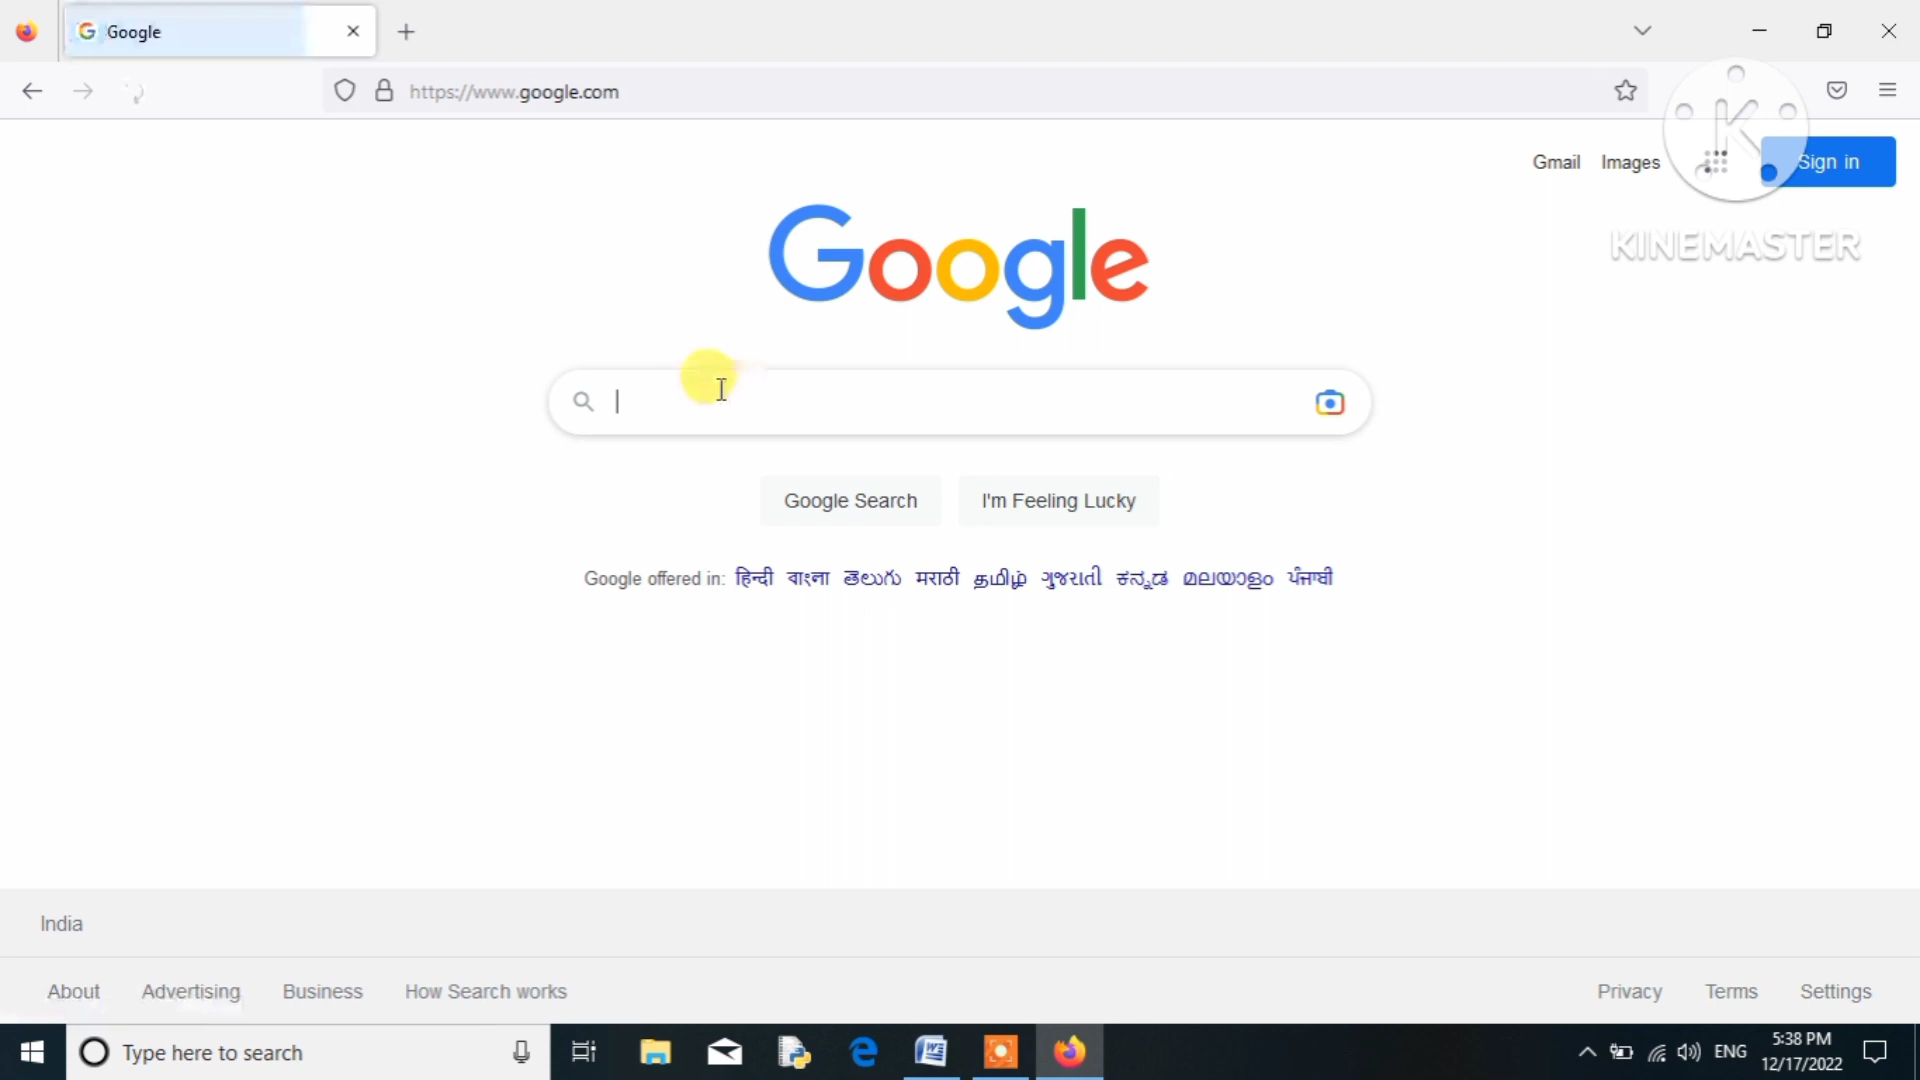 Google
https://www.google.com
Gmail Images Sign in
KINEMASTER
Google
Google Search I'm Feeling Lucky
Google offered in: हिन्दी বাংলা తెలుగు मराठी தமிழ் ગુજરાતી ಕನ್ನಡ മലയാളം ਪੰਜਾਬੀ
India
About Advertising Business How Search works Privacy Terms Settings
Type here to search ENG 5:38 PM
12/17/2022